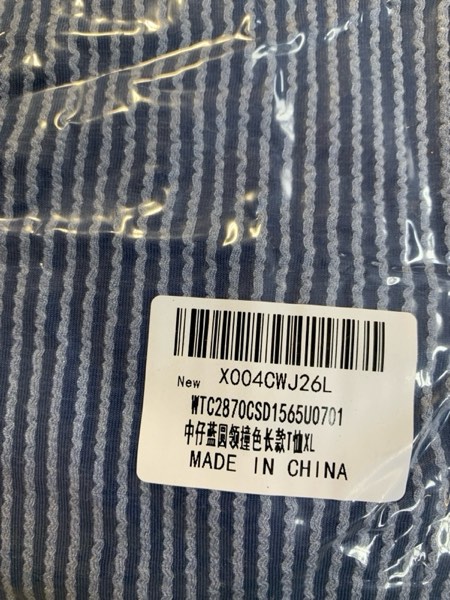 New X004CWJ26L
WTC2870CSD1565U0701
中仔蓝圆领撞色长款T恤XL
MADE IN CHINA